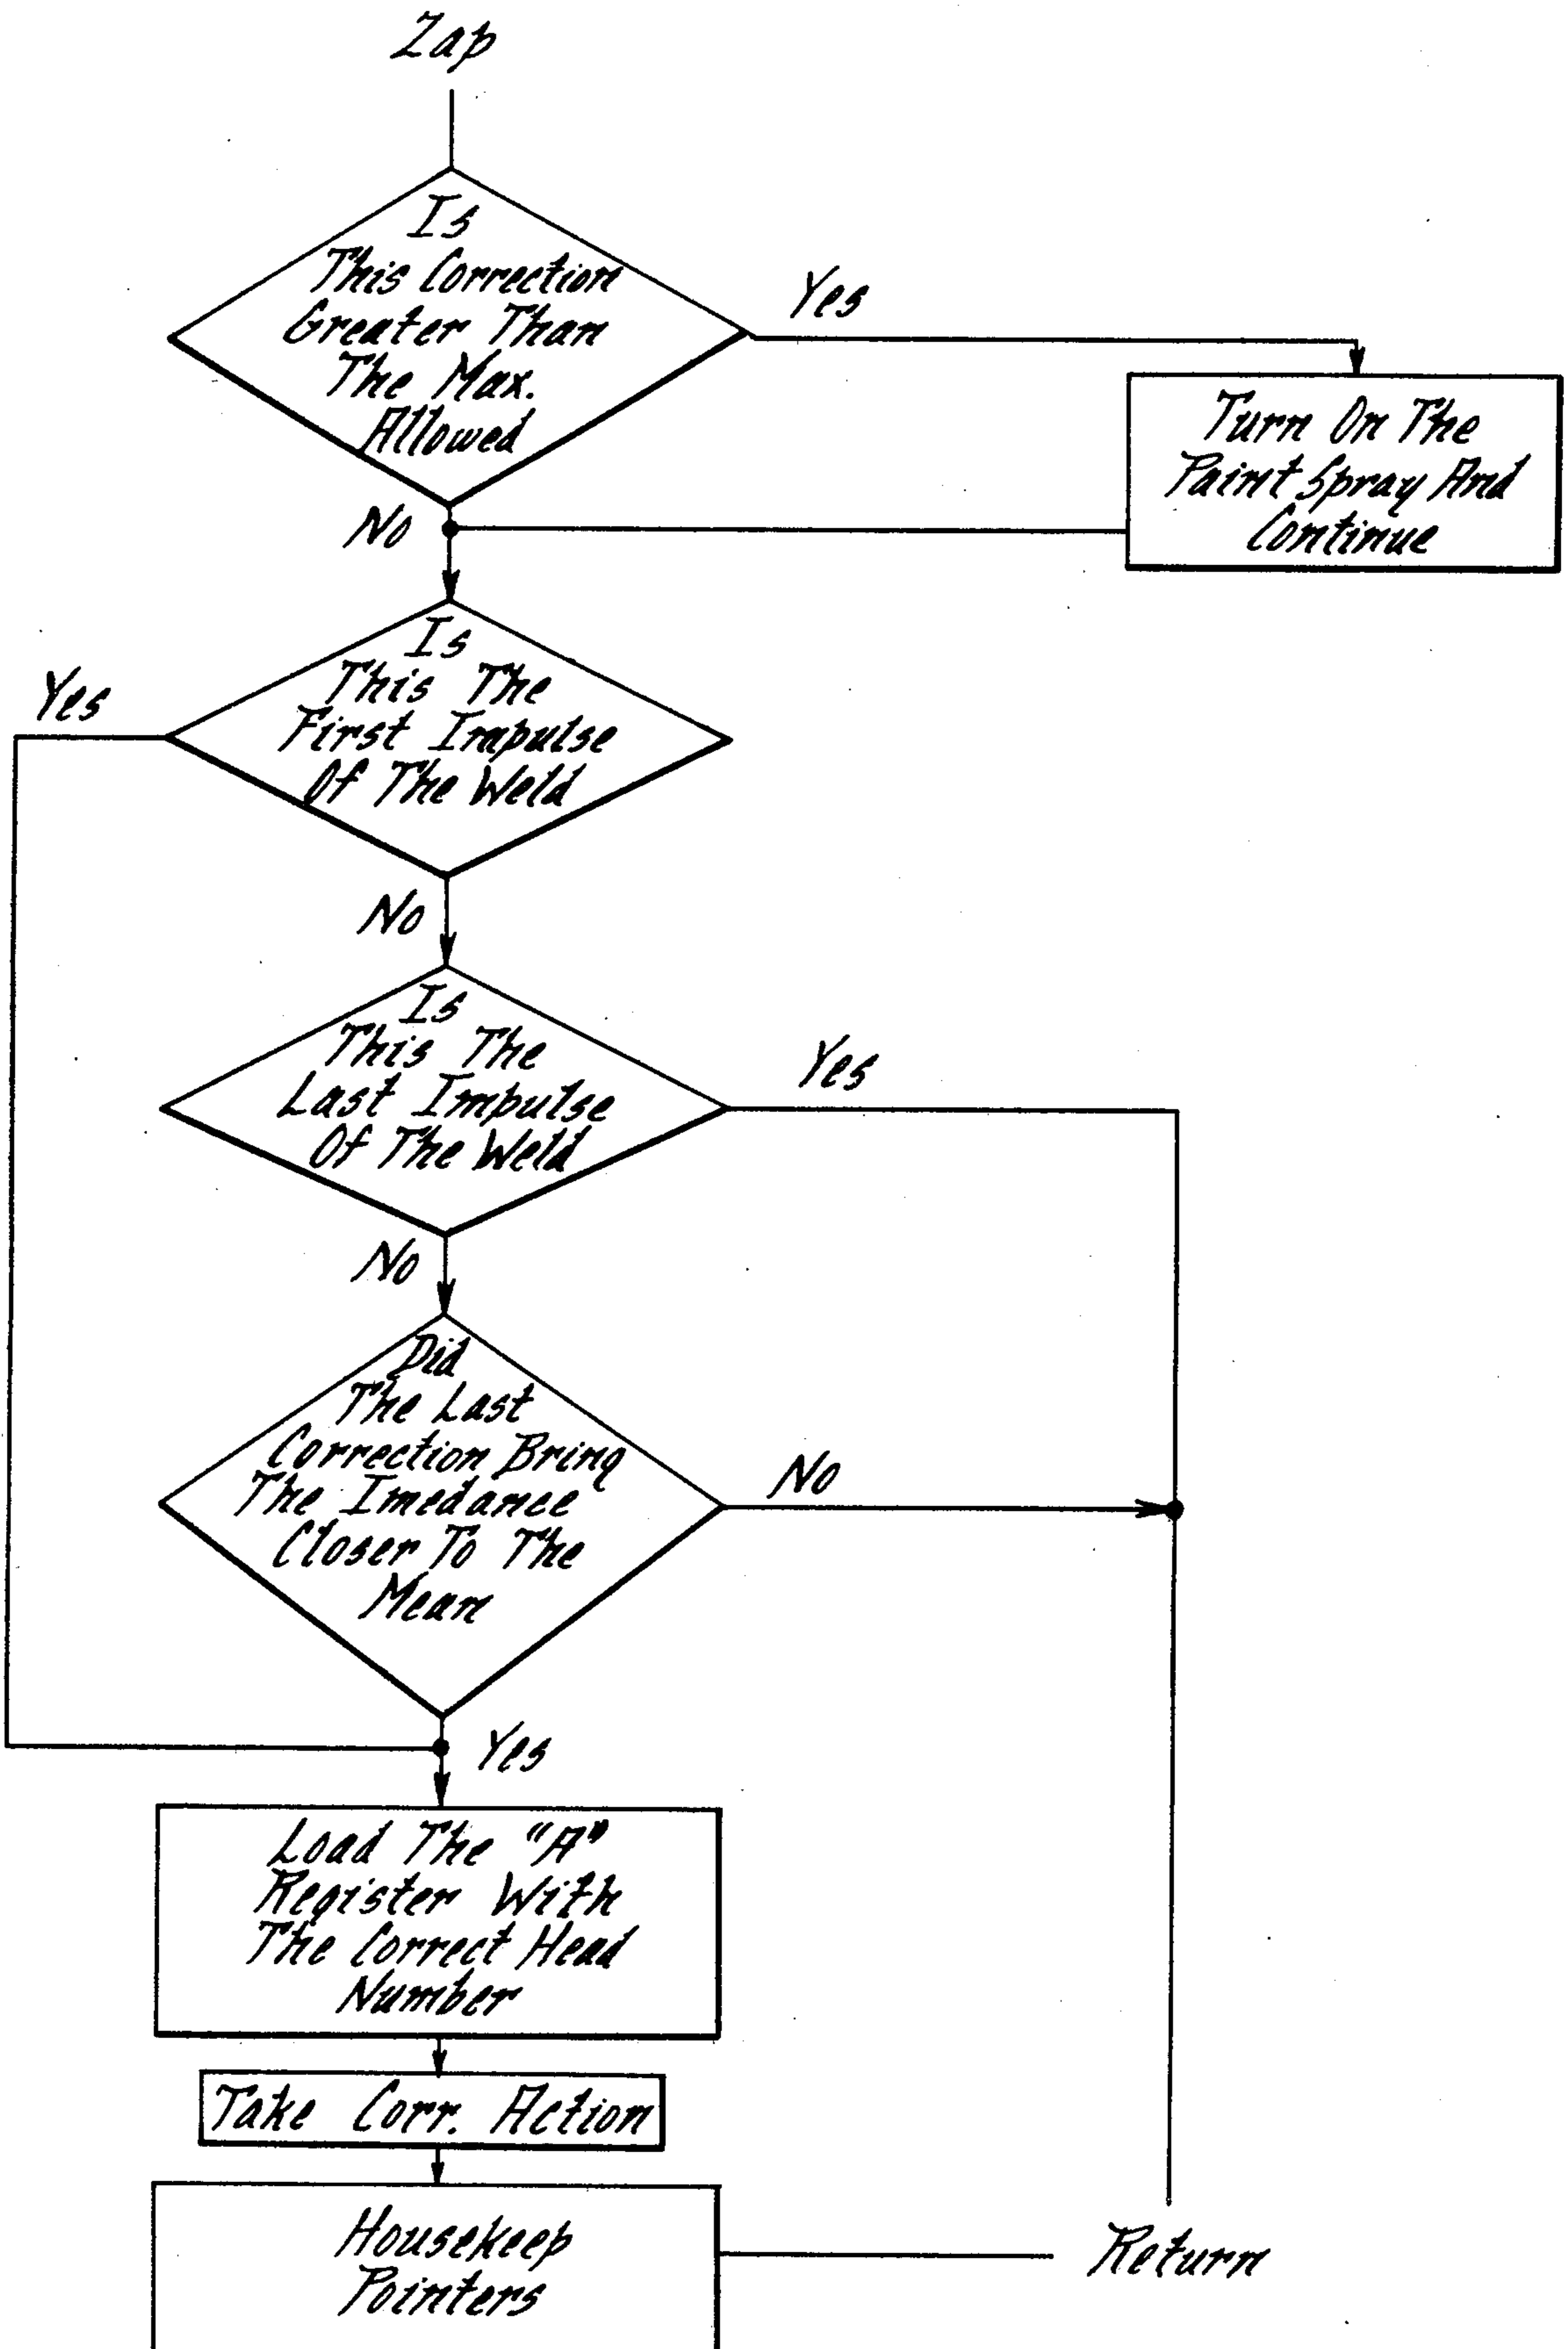 Zap
Is
This Correction
Greater Than
The Max.
Allowed
Yes
Turn On The
Paint Spray And
Continue
No
Is
This The
First Impulse
Of The Weld
Yes
No
Is
This The
Last Impulse
Of The Weld
Yes
No
Did
The Last
Correction Bring
The Imedance
Closer To The
Mean
No
Yes
Load The "A"
Register With
The Correct Head
Number
Take Corr. Action
Housekeep
Pointers
Return